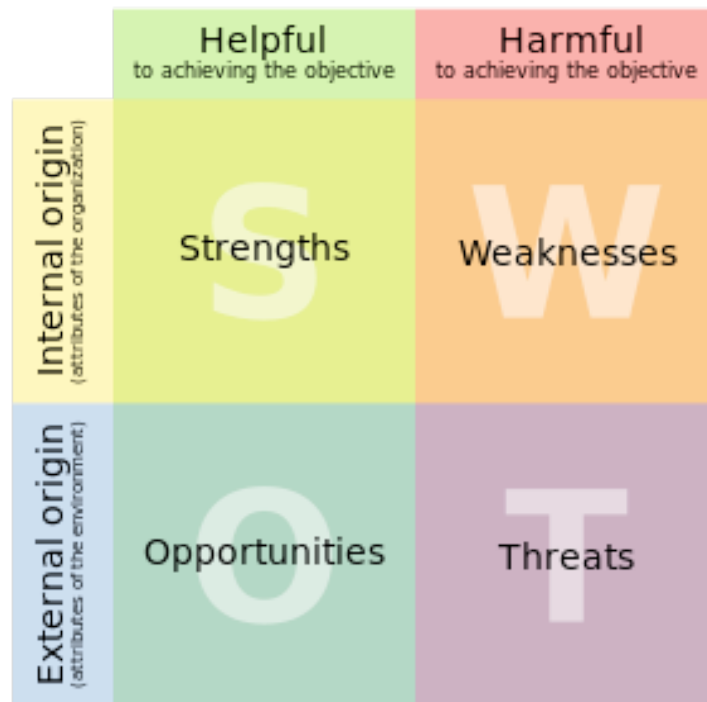 Helpful
to achieving the objective
Harmful
to achieving the objective
Internal origin
(attributes of the organization)
S
Strengths
W
Weaknesses
External origin
(attributes of the environment)
O
Opportunities
T
Threats